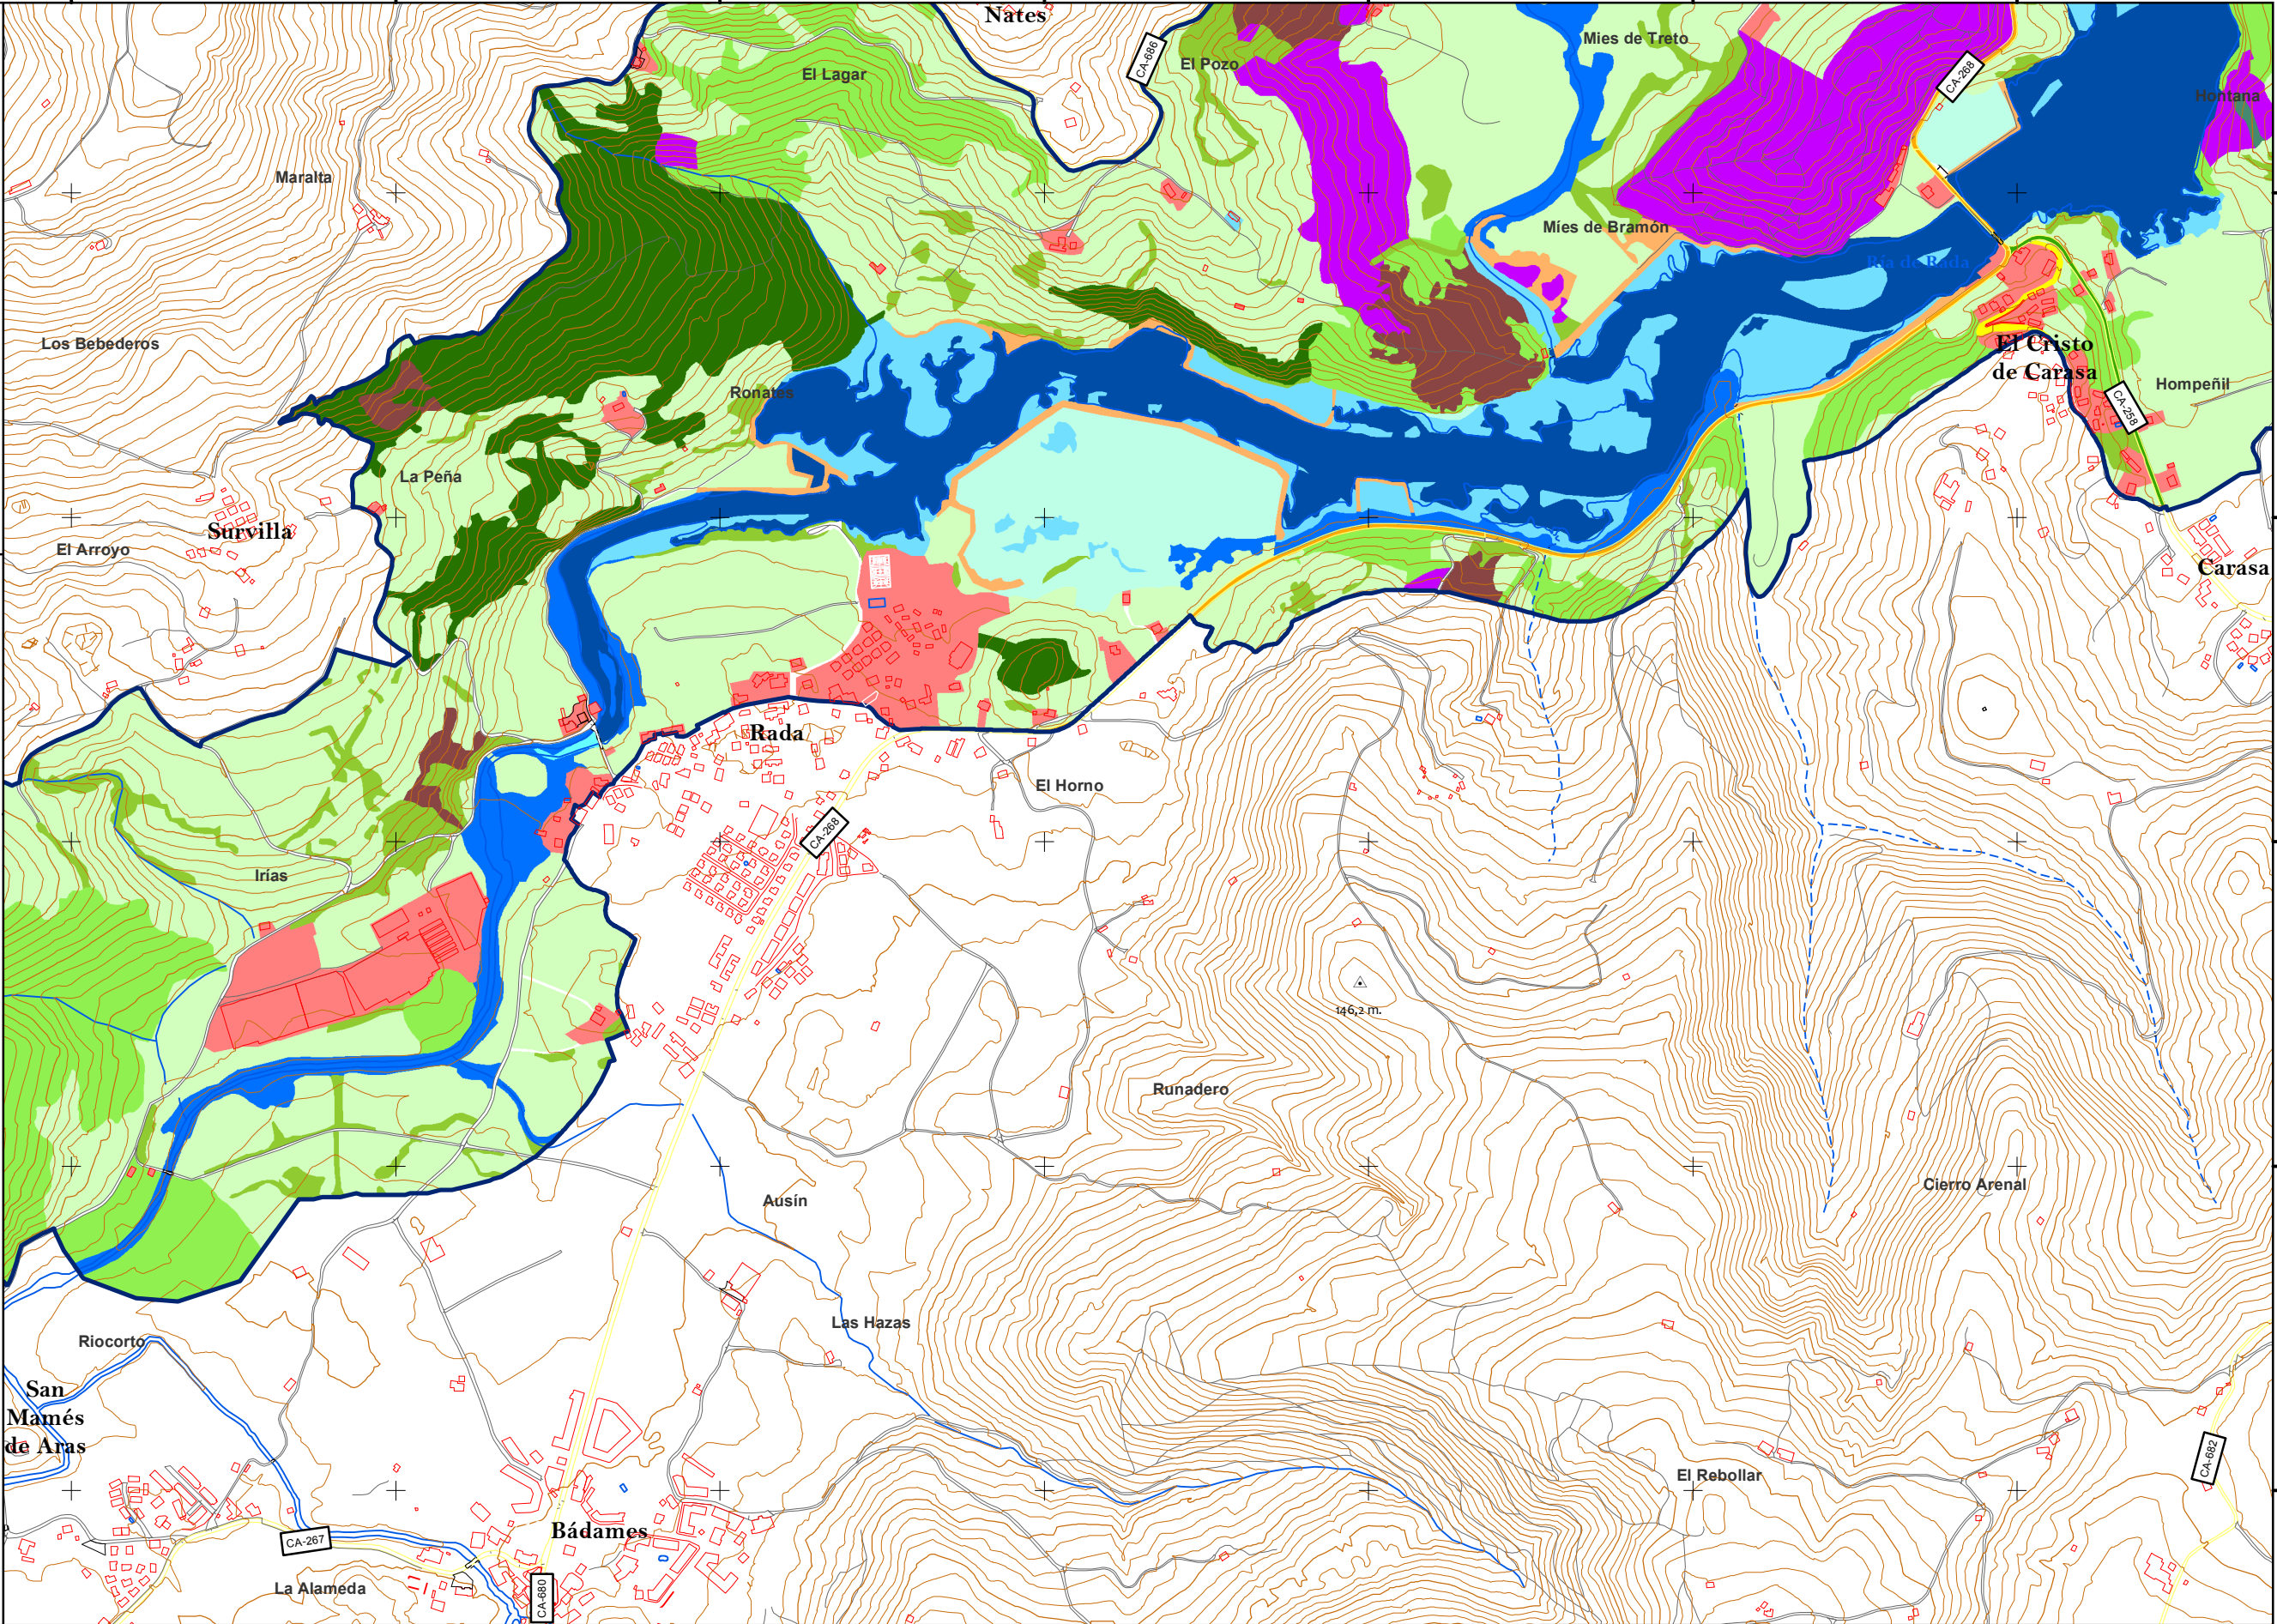 Nates
CA-686
El Pozo
Mies de Treto
CA-268
El Lagar
Hontana
Maralta
Míes de Bramón
Ría de Rada
Los Bebederos
El Cristo
de Carasa
Hompeñil
Ronates
CA-258
La Peña
Survilla
El Arroyo
Carasa
Rada
El Horno
CA-268
Irías
146,2 m.
Runadero
Cierro Arenal
Ausín
Las Hazas
Riocorto
San
Mamés
de Aras
CA-682
El Rebollar
Bádames
CA-267
La Alameda
CA-680